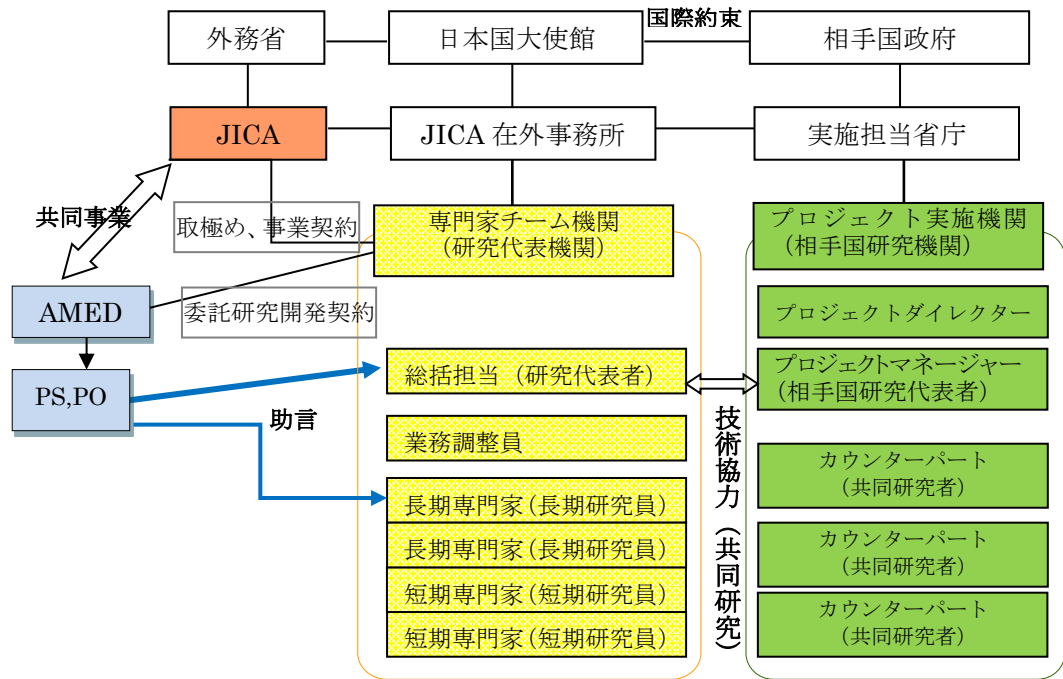 外務省
日本国大使館
国際約束
相手国政府
JICA
JICA 在外事務所
実施担当省庁
共同事業
取極め、事業契約
専門家チーム機関
(研究代表機関)
プロジェクト実施機関
(相手国研究機関)
AMED
委託研究開発契約
プロジェクトダイレクター
PS,PO
総括担当 (研究代表者)
プロジェクトマネージャー
(相手国研究代表者)
助言
業務調整員
技術協力(共同研究)
カウンターパート
(共同研究者)
長期専門家(長期研究員)
長期専門家(長期研究員)
カウンターパート
(共同研究者)
短期専門家(短期研究員)
短期専門家(短期研究員)
カウンターパート
(共同研究者)